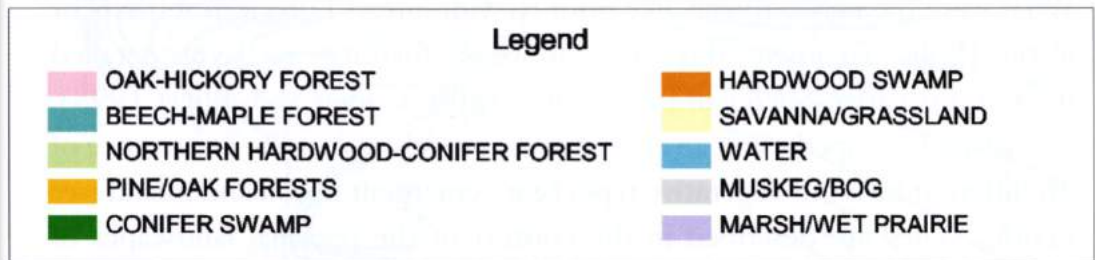 Legend
OAK-HICKORY FOREST
BEECH-MAPLE FOREST
NORTHERN HARDWOOD-CONIFER FOREST
PINE/OAK FORESTS
CONIFER SWAMP
HARDWOOD SWAMP
SAVANNA/GRASSLAND
WATER
MUSKEG/BOG
MARSH/WET PRAIRIE